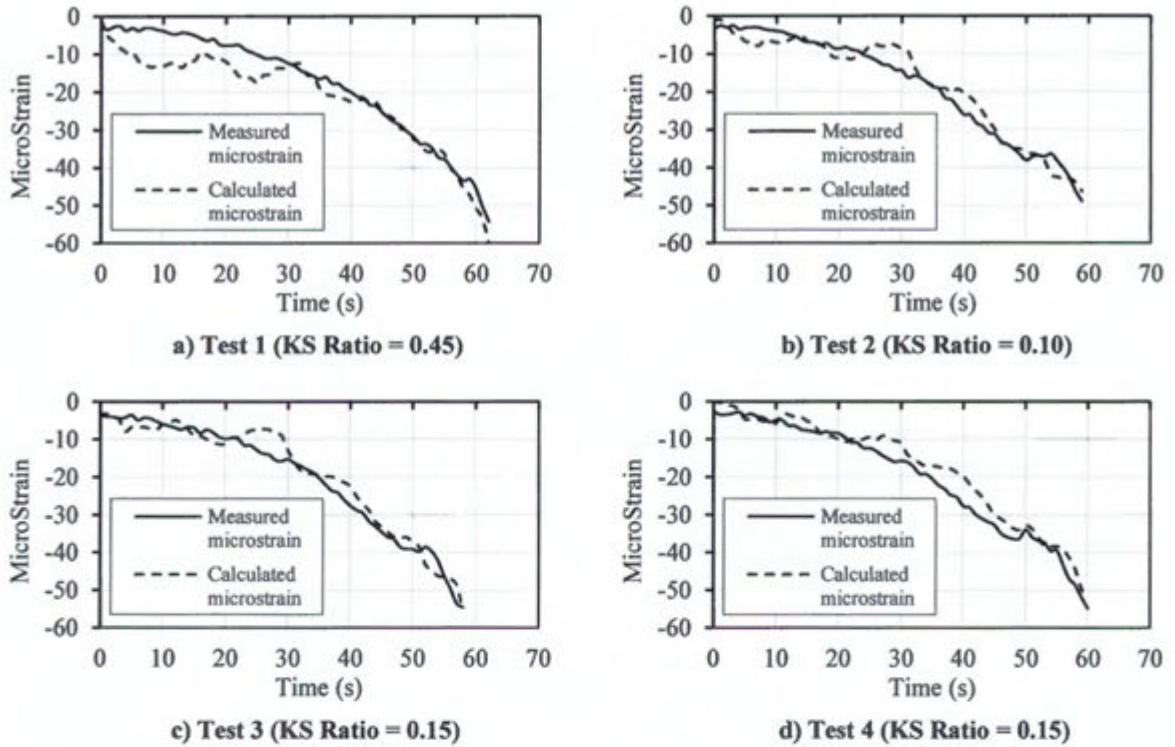 0
-10
-20
-30
-40
-50
-60
MicroStrain
Measured
microstrain
Calculated
microstrain
0 10 20 30 40 50 60 70
Time (s)
a) Test 1 (KS Ratio = 0.45)
0
-10
-20
-30
-40
-50
-60
MicroStrain
Measured
microstrain
Calculated
microstrain
0 10 20 30 40 50 60 70
Time (s)
b) Test 2 (KS Ratio = 0.10)
0
-10
-20
-30
-40
-50
-60
MicroStrain
Measured
microstrain
Calculated
microstrain
0 10 20 30 40 50 60 70
Time (s)
c) Test 3 (KS Ratio = 0.15)
0
-10
-20
-30
-40
-50
-60
MicroStrain
Measured
microstrain
Calculated
microstrain
0 10 20 30 40 50 60 70
Time (s)
d) Test 4 (KS Ratio = 0.15)